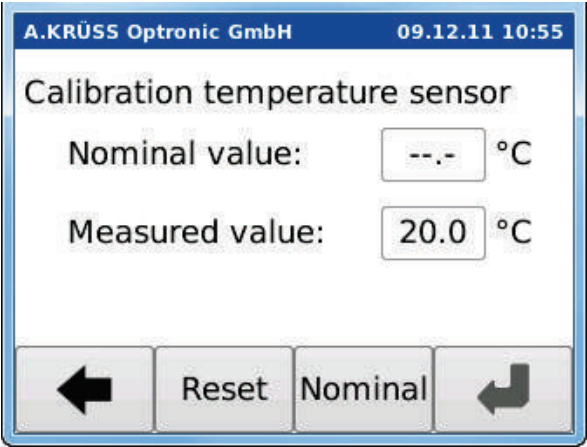 A.KRÜSS Optronic GmbH 09.12.11 10:55
Calibration temperature sensor
Nominal value: --.- °C
Measured value: 20.0 °C
Reset Nominal